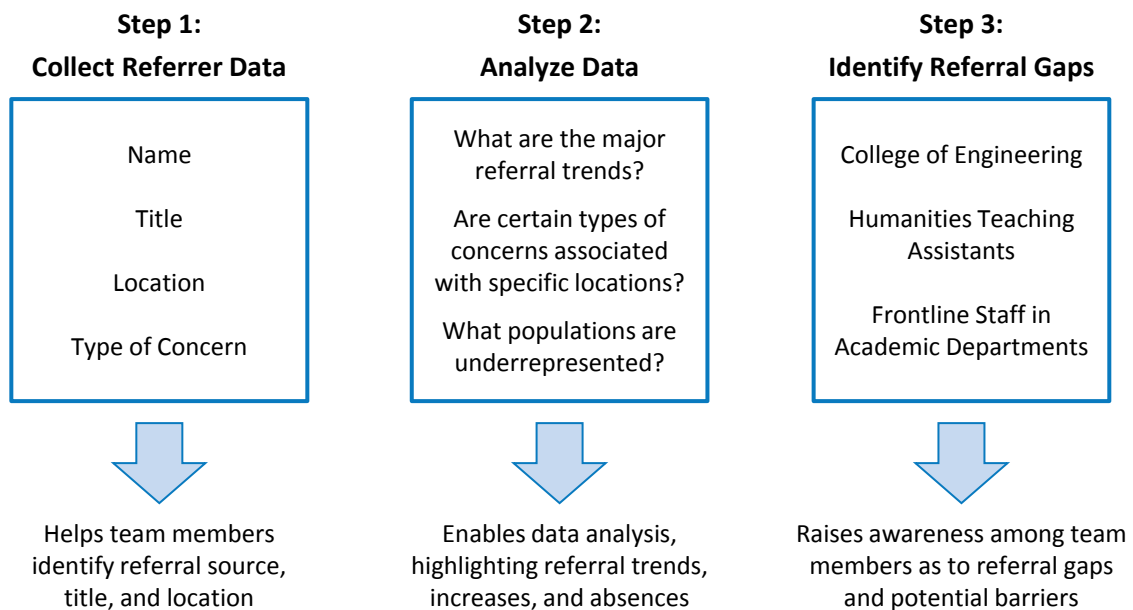 Step 1:
Collect Referrer Data
Name
Title
Location
Type of Concern
Helps team members
identify referral source,
title, and location
Step 2:
Analyze Data
What are the major
referral trends?
Are certain types of
concerns associated
with specific locations?
What populations are
underrepresented?
Enables data analysis,
highlighting referral trends,
increases, and absences
Step 3:
Identify Referral Gaps
College of Engineering
Humanities Teaching
Assistants
Frontline Staff in
Academic Departments
Raises awareness among team
members as to referral gaps
and potential barriers